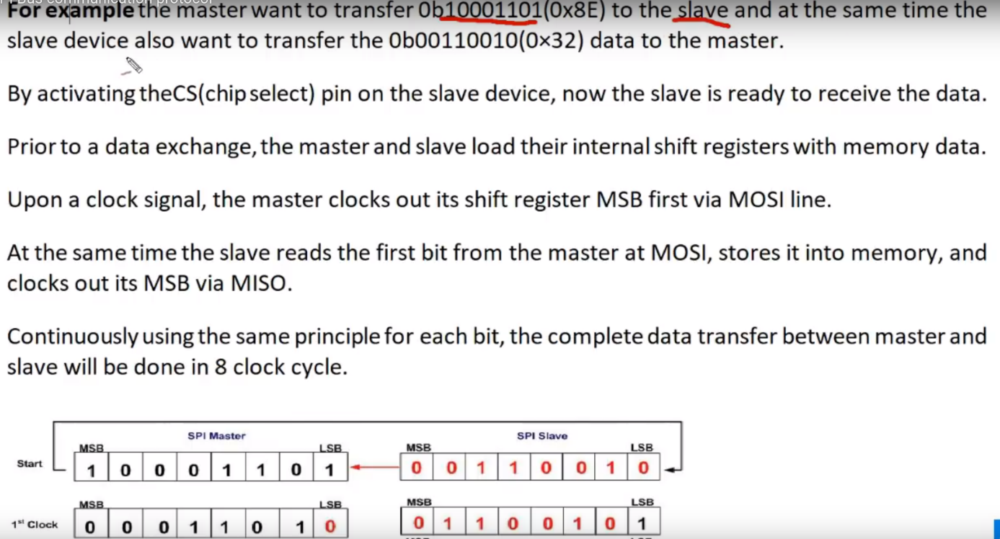 For example the master want to transfer 0b10001101(0x8E) to the slave and at the same time the
slave device also want to transfer the 0b00110010(0×32) data to the master.
By activating theCS(chip select) pin on the slave device, now the slave is ready to receive the data.
Prior to a data exchange, the master and slave load their internal shift registers with memory data.
Upon a clock signal, the master clocks out its shift register MSB first via MOSI line.
At the same time the slave reads the first bit from the master at MOSI, stores it into memory, and
clocks out its MSB via MISO.
Continuously using the same principle for each bit, the complete data transfer between master and
slave will be done in 8 clock cycle.
SPI Master SPI Slave
MSB LSB MSB LSB
Start 1 0 0 0 1 1 0 1 0 0 1 1 0 0 1 0
MSB LSB MSB LSB
1st Clock 0 0 0 1 1 0 1 0 0 1 1 0 0 1 0 1